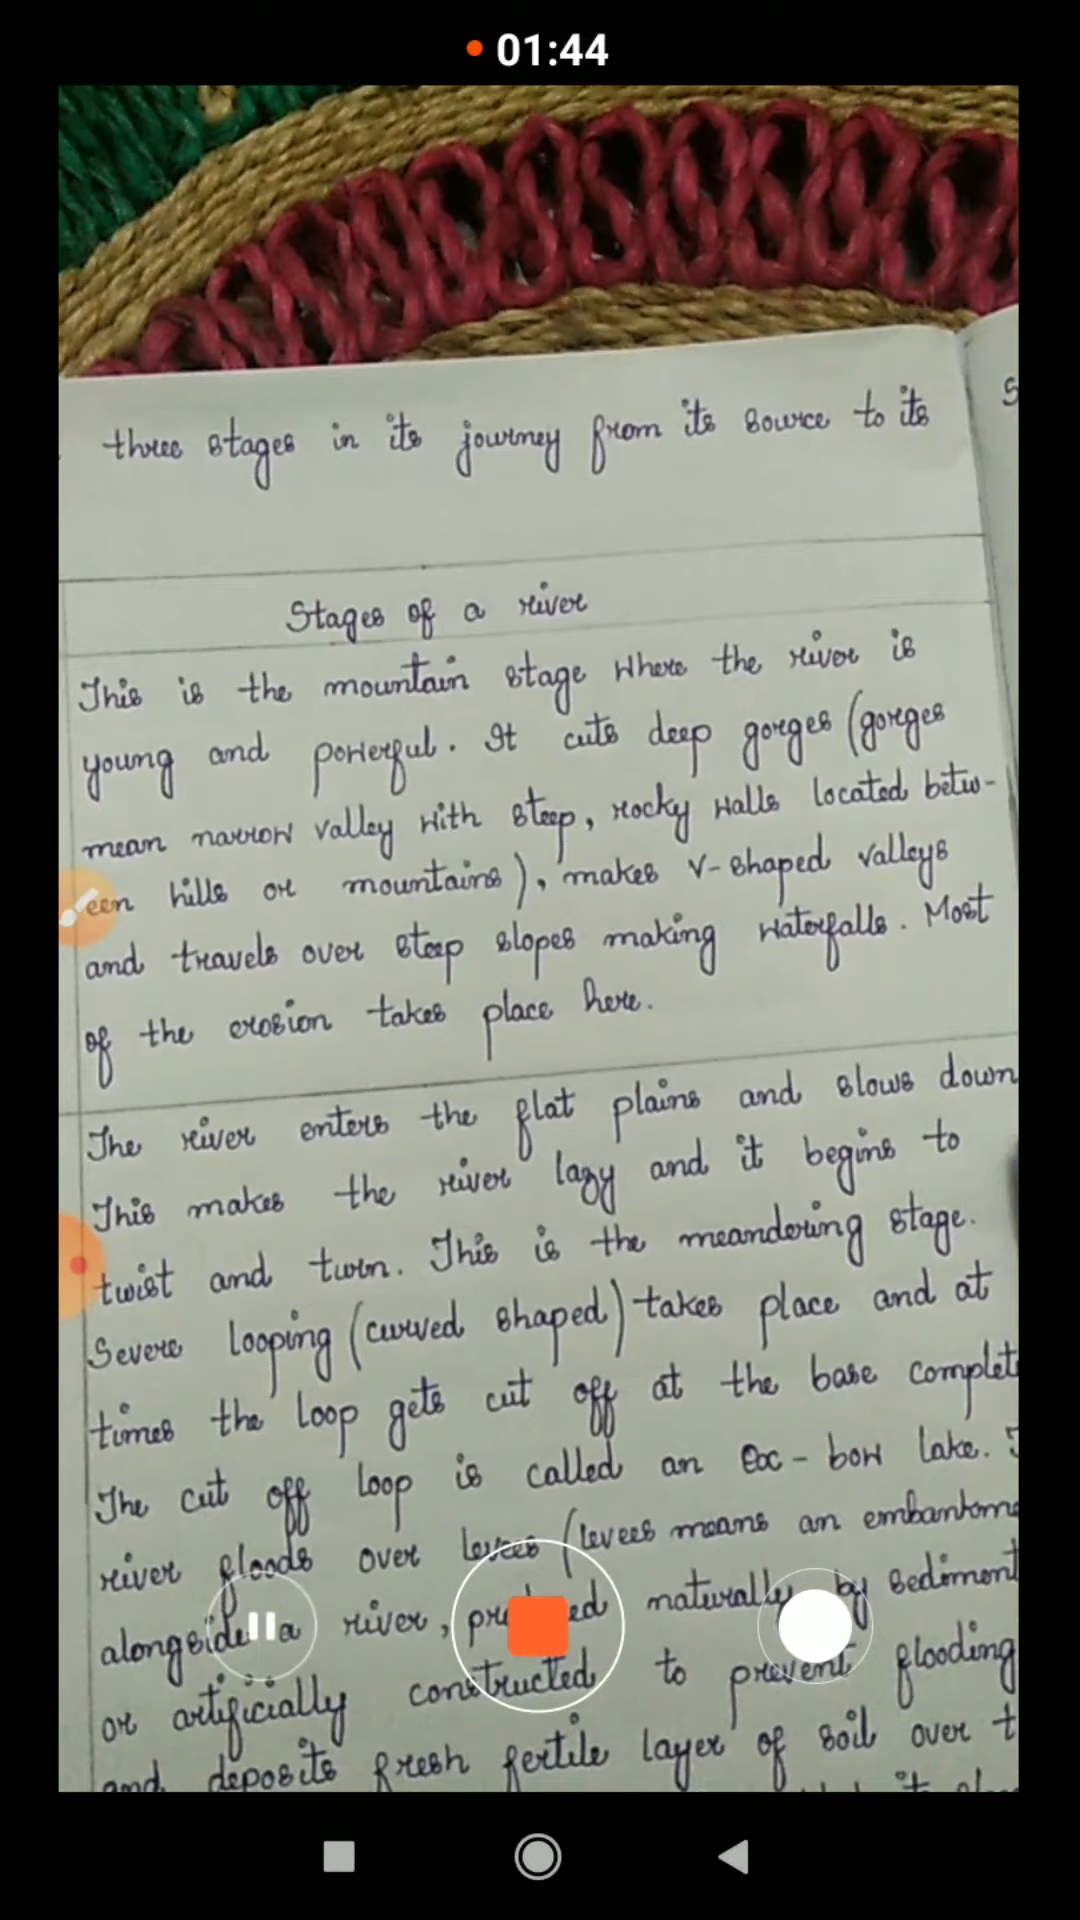 01:44
three stages in its journey from its source to its
S
Stages of a river
This is the mountain stage where the river is
young and powerful. It cuts deep gorges (gorges
mean narrow valley with steep, rocky walls located betw-
een hills or mountains), makes V-shaped valleys
and travels over steep slopes making waterfalls. Most
of the erosion takes place here.
The river enters the flat plains and slows down
This makes the river lazy and it begins to
twist and turn. This is the meandering stage.
Severe looping (curved shaped) takes place and at
times the loop gets cut off at the base complet
The cut off loop is called an Ox-bow lake.
river floods over levees (levees means an embankme
alongside a river, naturally by sediment
or artificially constructed to prevent flooding
and deposits fresh fertile layer of soil over t